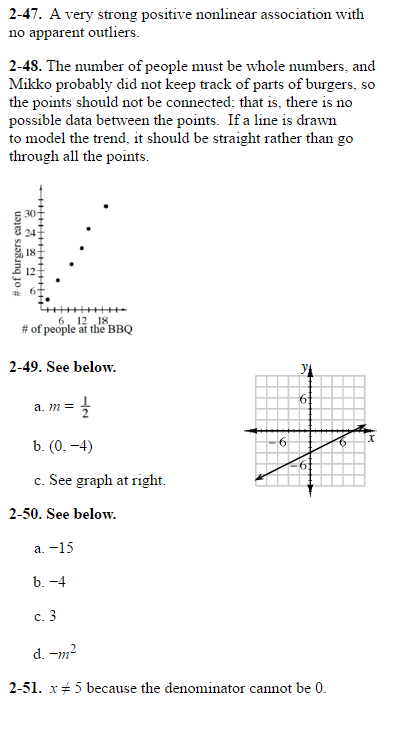 2-47. A very strong positive nonlinear association with
no apparent outliers.
2-48. The number of people must be whole numbers, and
Mikko probably did not keep track of parts of burgers, so
the points should not be connected; that is, there is no
possible data between the points. If a line is drawn
to model the trend, it should be straight rather than go
through all the points.
# of burgers eaten
30
24
18
12
6
6 12 18
# of people at the BBQ
2-49. See below.
a. m = 1/2
b. (0, −4)
c. See graph at right.
y
6
−6 6 x
−6
2-50. See below.
a. −15
b. −4
c. 3
d. −m²
2-51. x ≠ 5 because the denominator cannot be 0.